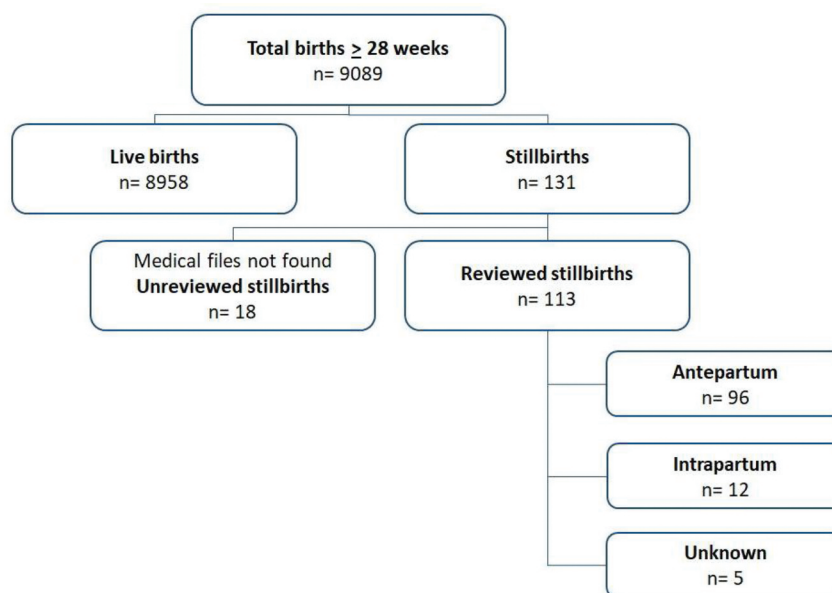 Total births ≥ 28 weeks
n= 9089
Live births
n= 8958
Stillbirths
n= 131
Medical files not found
Unreviewed stillbirths
n= 18
Reviewed stillbirths
n= 113
Antepartum
n= 96
Intrapartum
n= 12
Unknown
n= 5